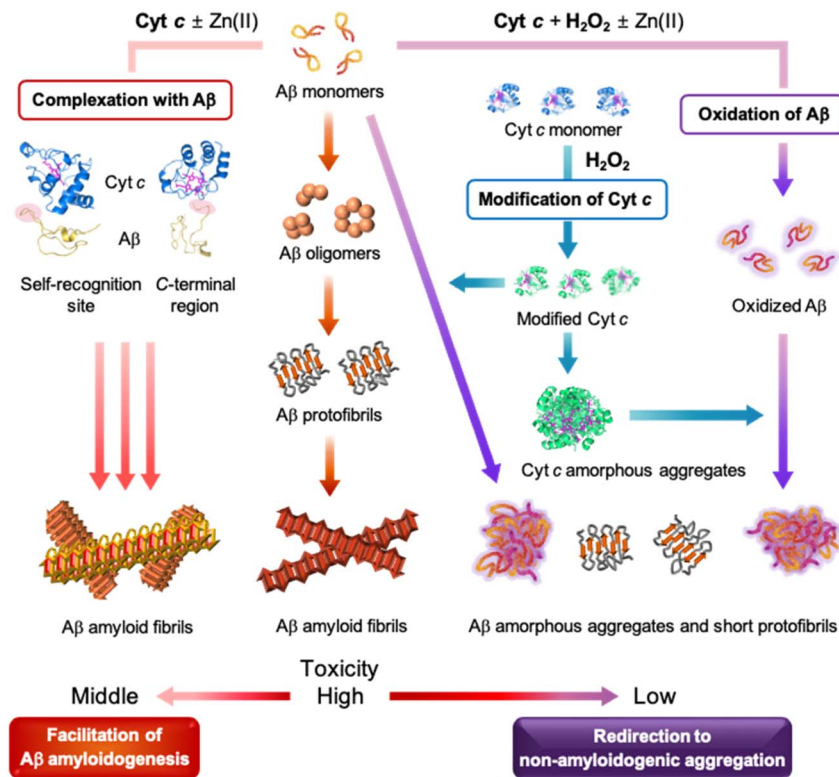 Cyt c ± Zn(II)
Cyt c + H₂O₂ ± Zn(II)
Complexation with Aβ
Aβ monomers
Cyt c monomer
Oxidation of Aβ
H₂O₂
Cyt c
Modification of Cyt c
Aβ
Aβ oligomers
Self-recognition
site
C-terminal
region
Modified Cyt c
Oxidized Aβ
Aβ protofibrils
Cyt c amorphous aggregates
Aβ amyloid fibrils
Aβ amyloid fibrils
Aβ amorphous aggregates and short protofibrils
Toxicity
Middle
High
Low
Facilitation of
Aβ amyloidogenesis
Redirection to
non-amyloidogenic aggregation